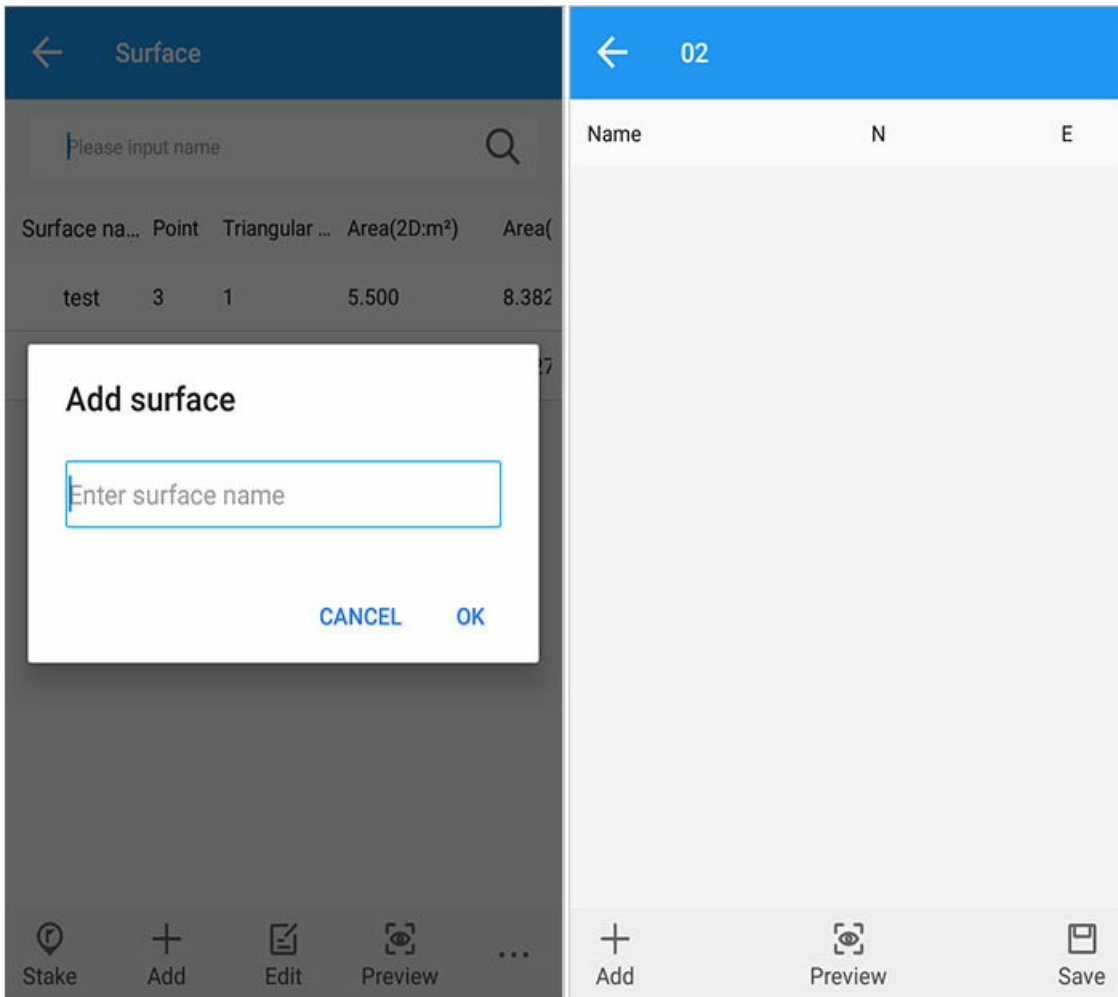 Surface
Please input name
Surface na... Point Triangular ... Area(2D:m²) Area(
test 3 1 5.500 8.382
27
Add surface
Enter surface name
CANCEL OK
Stake Add Edit Preview ...
02
Name N E
Add Preview Save